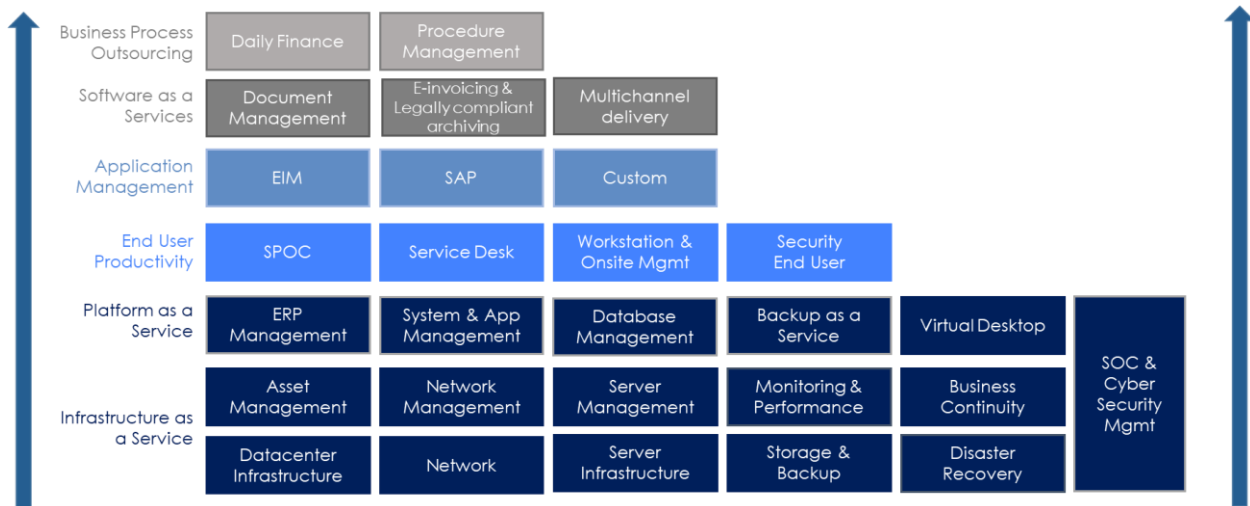 Business Process
Outsourcing
Daily Finance
Procedure
Management
Software as a
Services
Document
Management
E-invoicing &
Legally compliant
archiving
Multichannel
delivery
Application
Management
EIM
SAP
Custom
End User
Productivity
SPOC
Service Desk
Workstation &
Onsite Mgmt
Security
End User
Platform as a
Service
ERP
Management
System & App
Management
Database
Management
Backup as a
Service
Virtual Desktop
SOC &
Cyber
Security
Mgmt
Infrastructure as
a Service
Asset
Management
Network
Management
Server
Management
Monitoring &
Performance
Business
Continuity
Datacenter
Infrastructure
Network
Server
Infrastructure
Storage &
Backup
Disaster
Recovery